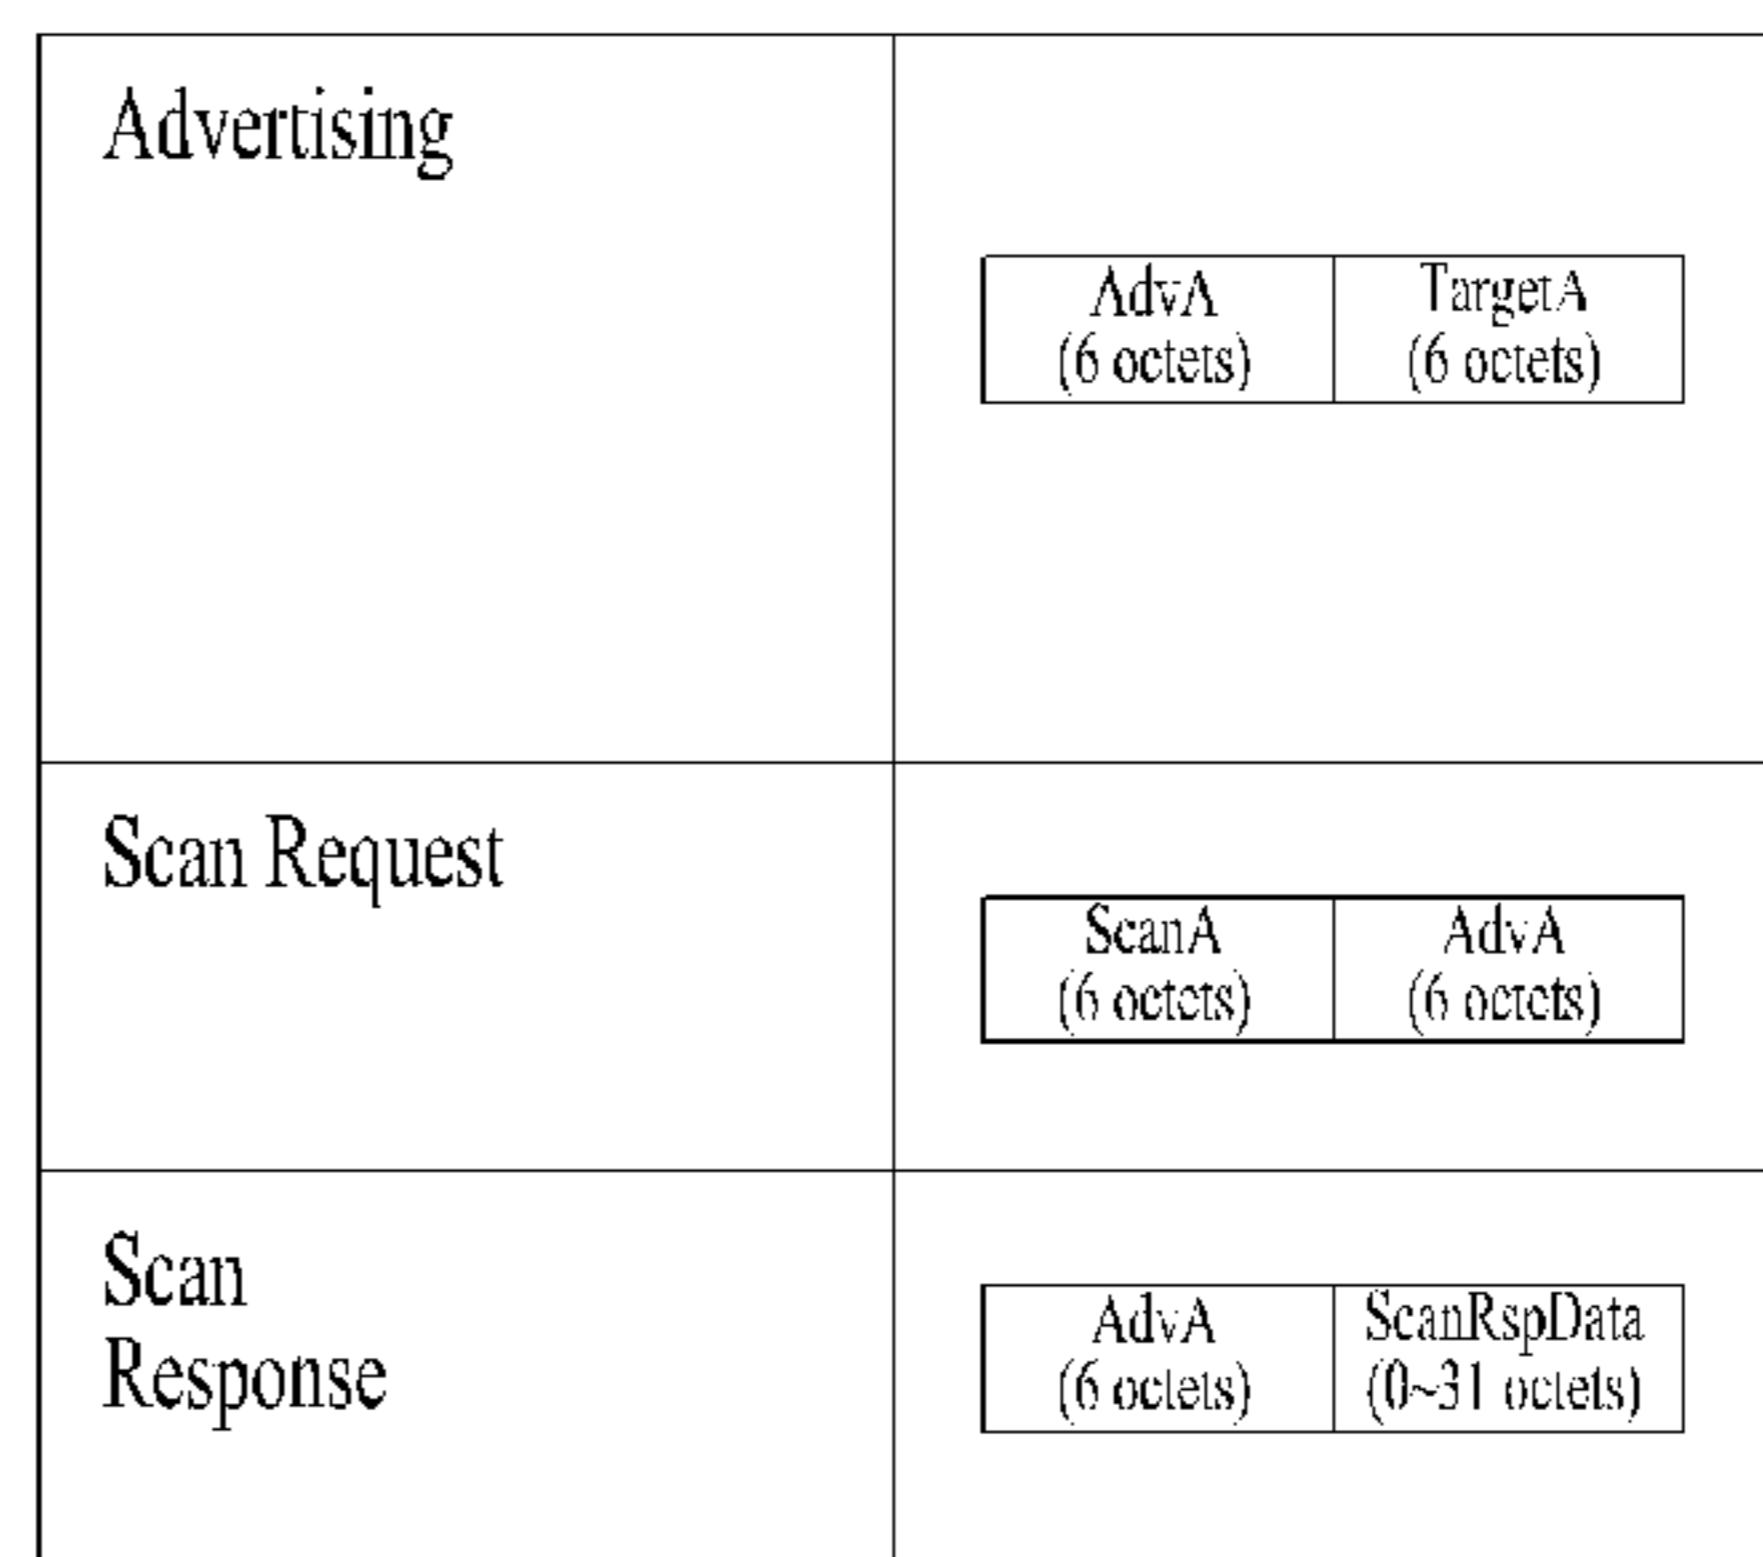 Advertising
AdvA TargetA
(6 octets) (6 octets)
Scan Request
ScanA AdvA
(6 octets) (6 octets)
Scan
Response
AdvA ScanRspData
(6 octets) (0~31 octets)